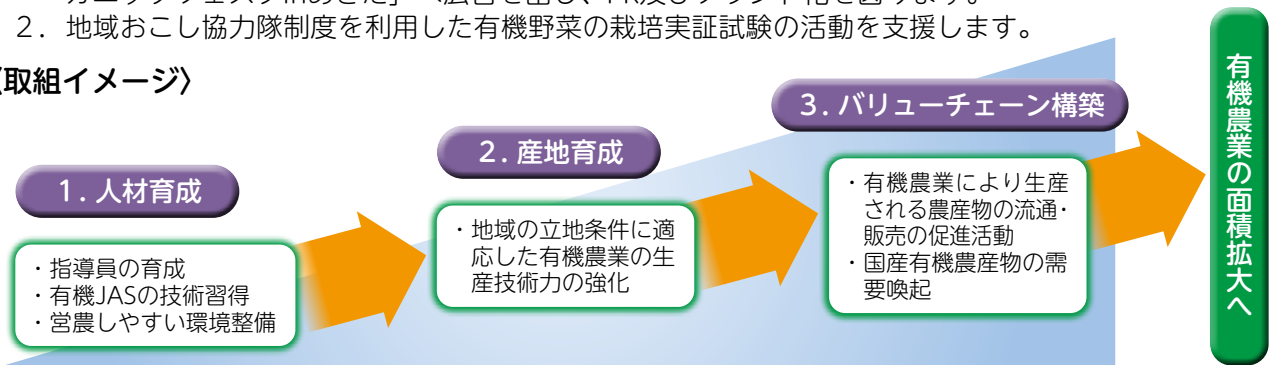 ２．地域おこし協力隊制度を利用した有機野菜の栽培実証試験の活動を支援します。
〈取組イメージ〉
１．人材育成
・指導員の育成
・有機JASの技術習得
・営農しやすい環境整備
２．産地育成
・地域の立地条件に適
応した有機農業の生
産技術力の強化
３．バリューチェーン構築
・有機農業により生産
される農産物の流通・
販売の促進活動
・国産有機農産物の需
要喚起
有機農業の面積拡大へ